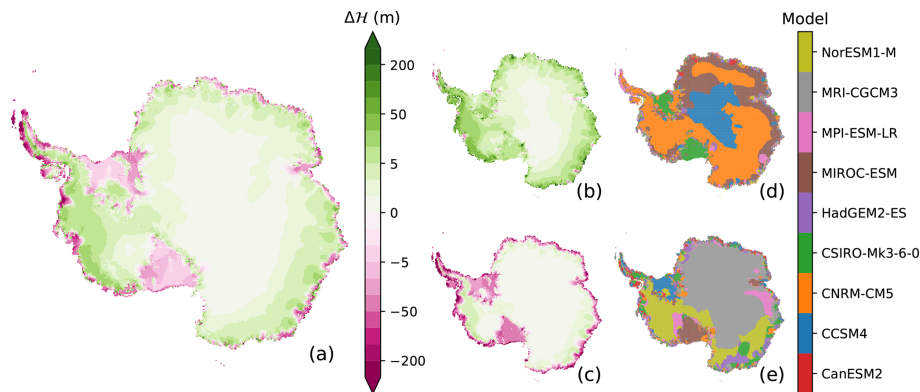 Δ𝓗 (m)
200
50
5
0
−5
−50
−200
(a)
(b)
(c)
(d)
(e)
Model
NorESM1-M
MRI-CGCM3
MPI-ESM-LR
MIROC-ESM
HadGEM2-ES
CSIRO-Mk3-6-0
CNRM-CM5
CCSM4
CanESM2